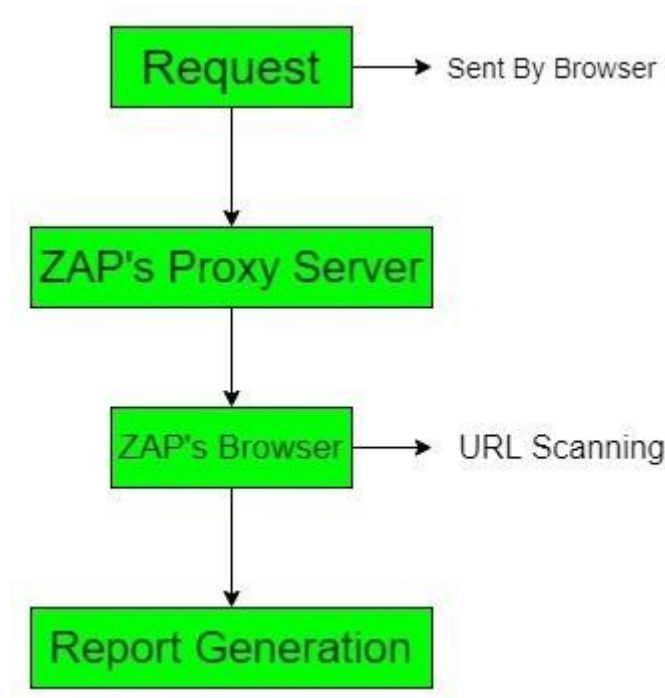 Request
Sent By Browser
ZAP's Proxy Server
ZAP's Browser
URL Scanning
Report Generation